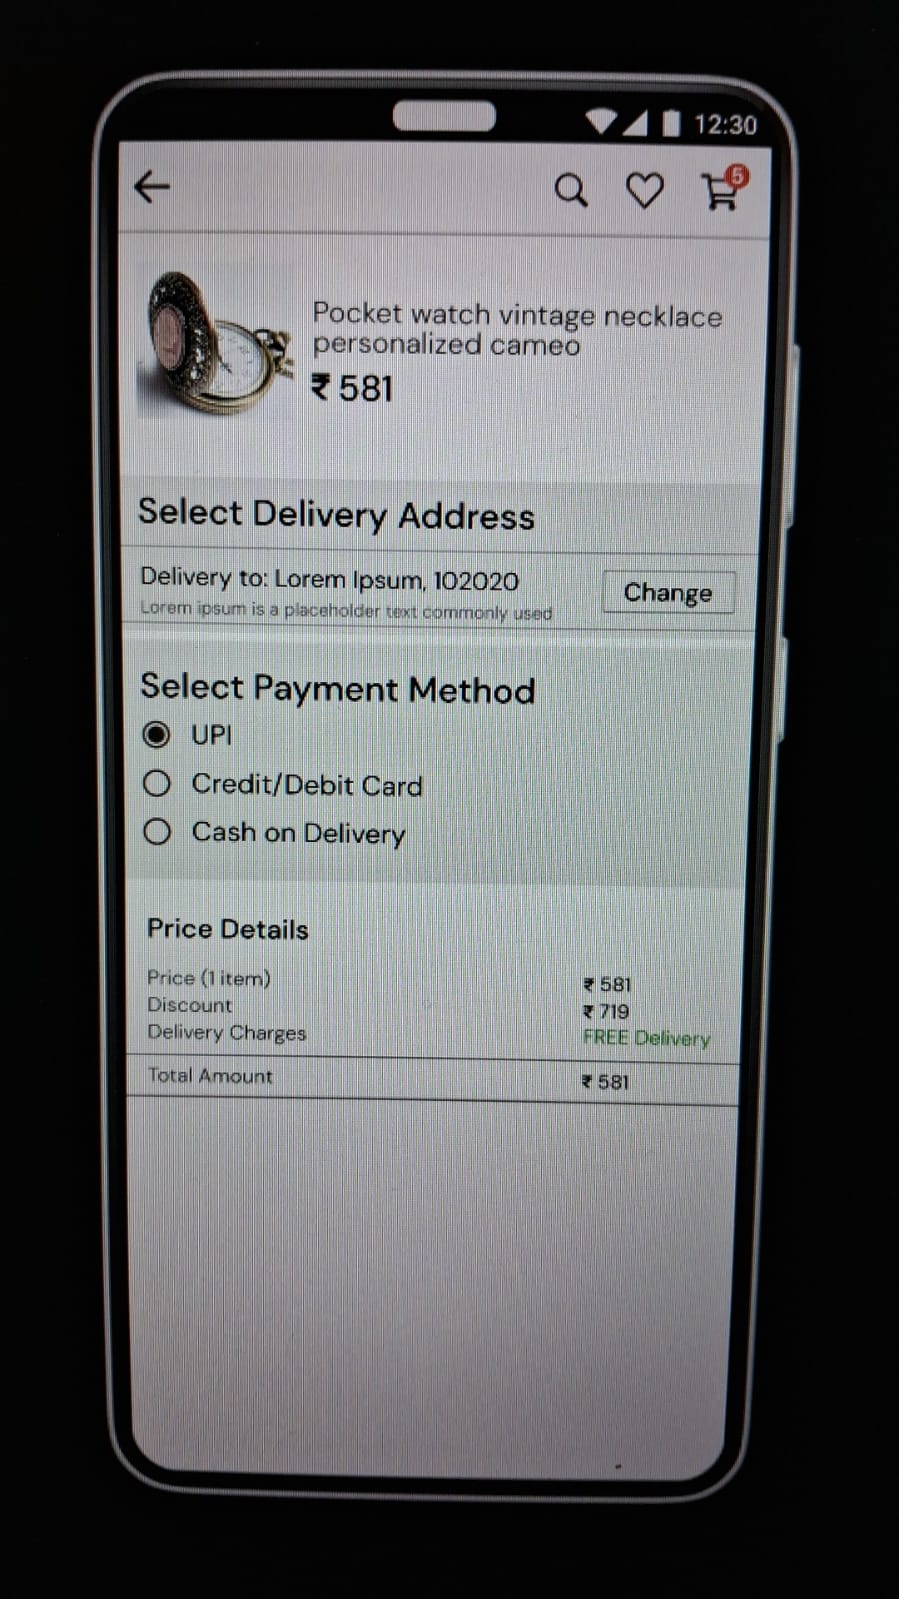 12:30
5
Pocket watch vintage necklace
personalized cameo
₹ 581
Select Delivery Address
Delivery to: Lorem Ipsum, 102020
Change
Lorem ipsum is a placeholder text commonly used
Select Payment Method
UPI
Credit/Debit Card
Cash on Delivery
Price Details
Price (1 item) ₹ 581
Discount ₹ 719
Delivery Charges FREE Delivery
Total Amount ₹ 581